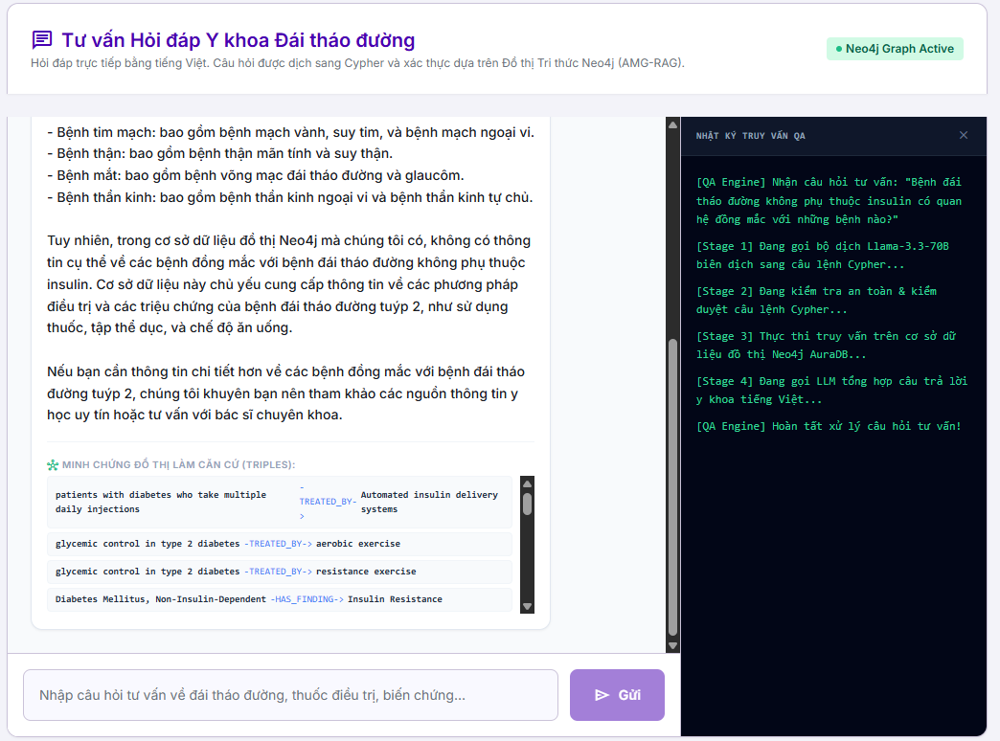 Tư vấn Hỏi đáp Y khoa Đái tháo đường
Hỏi đáp trực tiếp bằng tiếng Việt. Câu hỏi được dịch sang Cypher và xác thực dựa trên Đồ thị Tri thức Neo4j (AMG-RAG).
Neo4j Graph Active
- Bệnh tim mạch: bao gồm bệnh mạch vành, suy tim, và bệnh mạch ngoại vi.
- Bệnh thận: bao gồm bệnh thận mãn tính và suy thận.
- Bệnh mắt: bao gồm bệnh võng mạc đái tháo đường và glaucôm.
- Bệnh thần kinh: bao gồm bệnh thần kinh ngoại vi và bệnh thần kinh tự chủ.
Tuy nhiên, trong cơ sở dữ liệu đồ thị Neo4j mà chúng tôi có, không có thông
tin cụ thể về các bệnh đồng mắc với bệnh đái tháo đường không phụ thuộc
insulin. Cơ sở dữ liệu này chủ yếu cung cấp thông tin về các phương pháp
điều trị và các triệu chứng của bệnh đái tháo đường tuýp 2, như sử dụng
thuốc, tập thể dục, và chế độ ăn uống.
Nếu bạn cần thông tin chi tiết hơn về các bệnh đồng mắc với bệnh đái tháo
đường tuýp 2, chúng tôi khuyên bạn nên tham khảo các nguồn thông tin y
học uy tín hoặc tư vấn với bác sĩ chuyên khoa.
MINH CHỨNG ĐỒ THỊ LÀM CĂN CỨ (TRIPLES):
patients with diabetes who take multiple
daily injections
-
TREATED_BY-
>
Automated insulin delivery
systems
glycemic control in type 2 diabetes -TREATED_BY-> aerobic exercise
glycemic control in type 2 diabetes -TREATED_BY-> resistance exercise
Diabetes Mellitus, Non-Insulin-Dependent -HAS_FINDING-> Insulin Resistance
Nhập câu hỏi tư vấn về đái tháo đường, thuốc điều trị, biến chứng...
Gửi
NHẬT KÝ TRUY VẤN QA
[QA Engine] Nhận câu hỏi tư vấn: "Bệnh đái
tháo đường không phụ thuộc insulin có quan
hệ đồng mắc với những bệnh nào?"
[Stage 1] Đang gọi bộ dịch Llama-3.3-70B
biên dịch sang câu lệnh Cypher...
[Stage 2] Đang kiểm tra an toàn & kiểm
duyệt câu lệnh Cypher...
[Stage 3] Thực thi truy vấn trên cơ sở dữ
liệu đồ thị Neo4j AuraDB...
[Stage 4] Đang gọi LLM tổng hợp câu trả lời
y khoa tiếng Việt...
[QA Engine] Hoàn tất xử lý câu hỏi tư vấn!